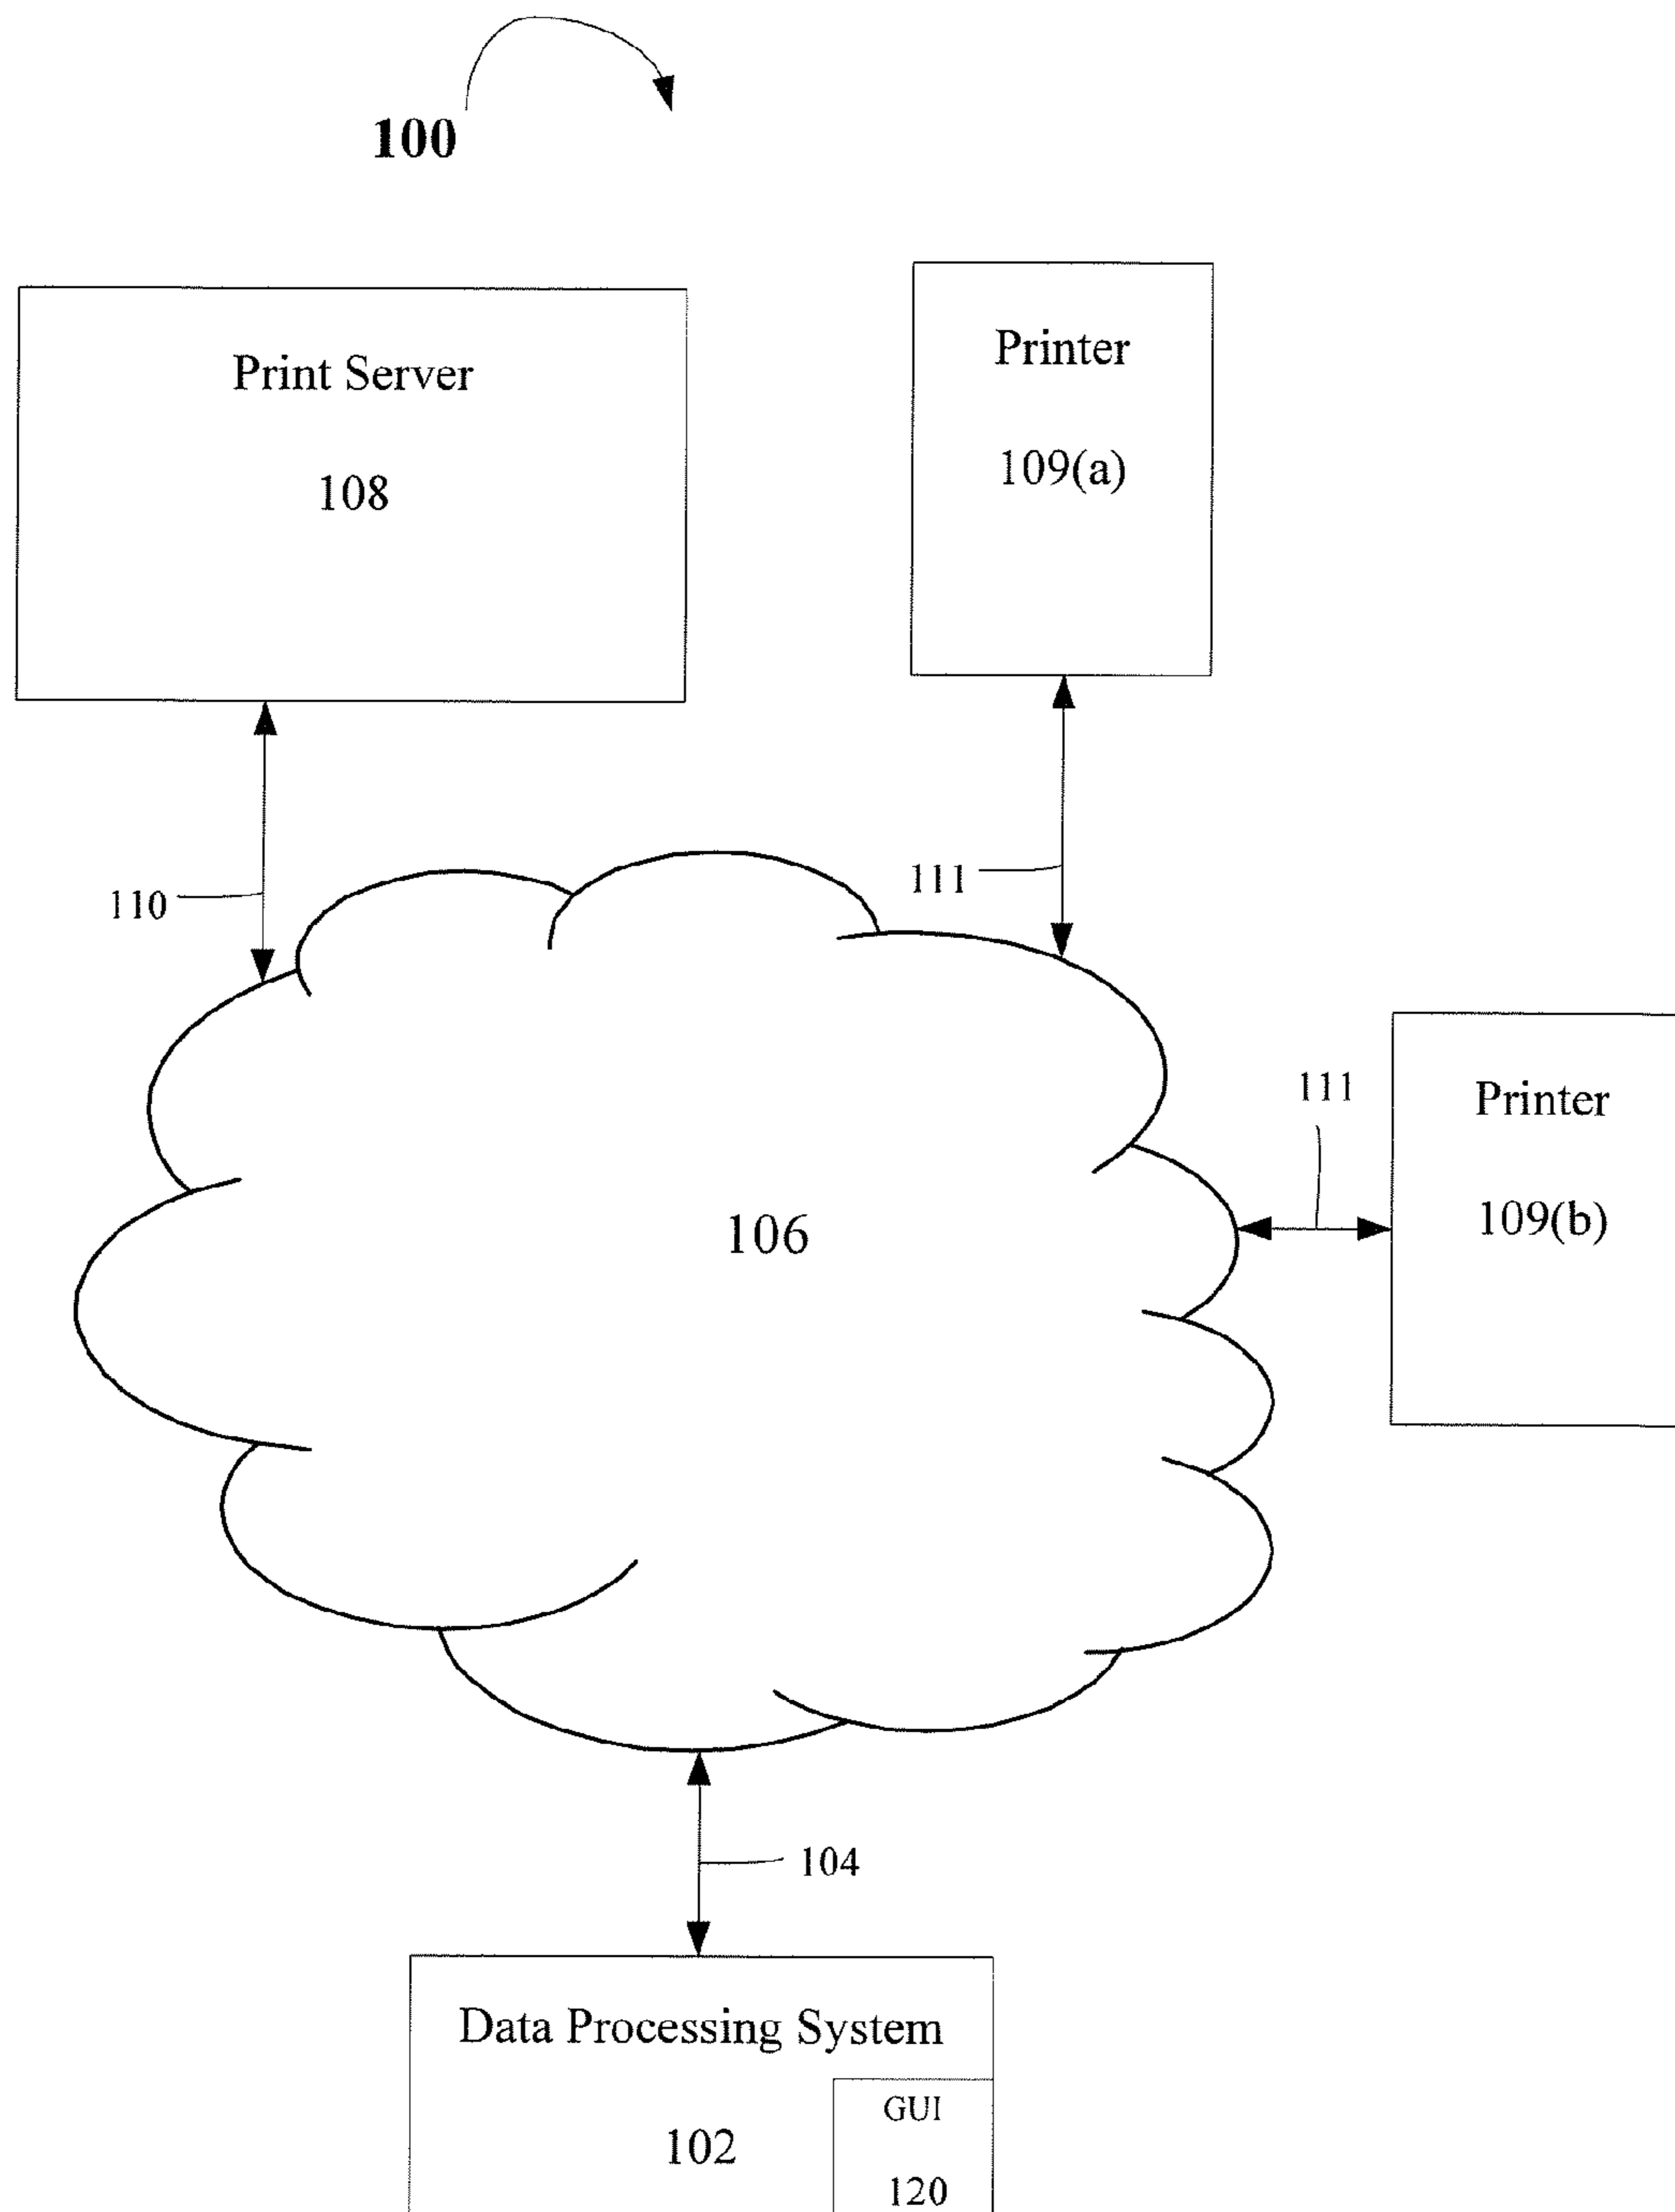 100
Print Server
108
Printer
109(a)
110
111
111
Printer
109(b)
106
104
Data Processing System
102
GUI
120